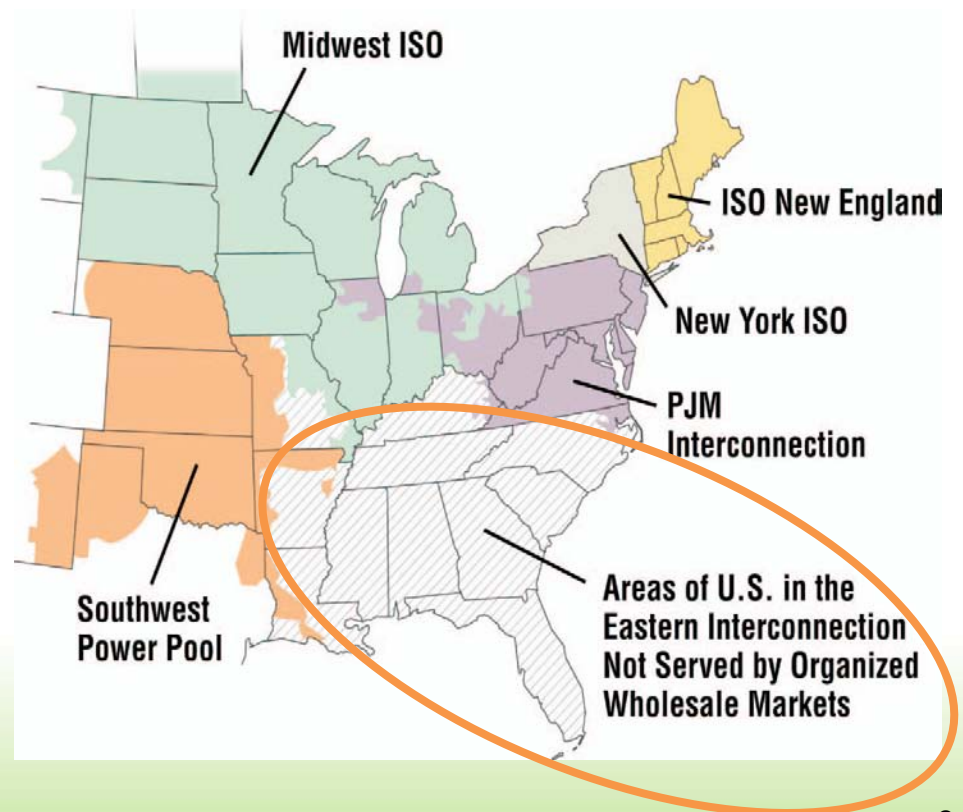 Midwest ISO
ISO New England
New York ISO
PJM
Interconnection
Southwest
Power Pool
Areas of U.S. in the
Eastern Interconnection
Not Served by Organized
Wholesale Markets